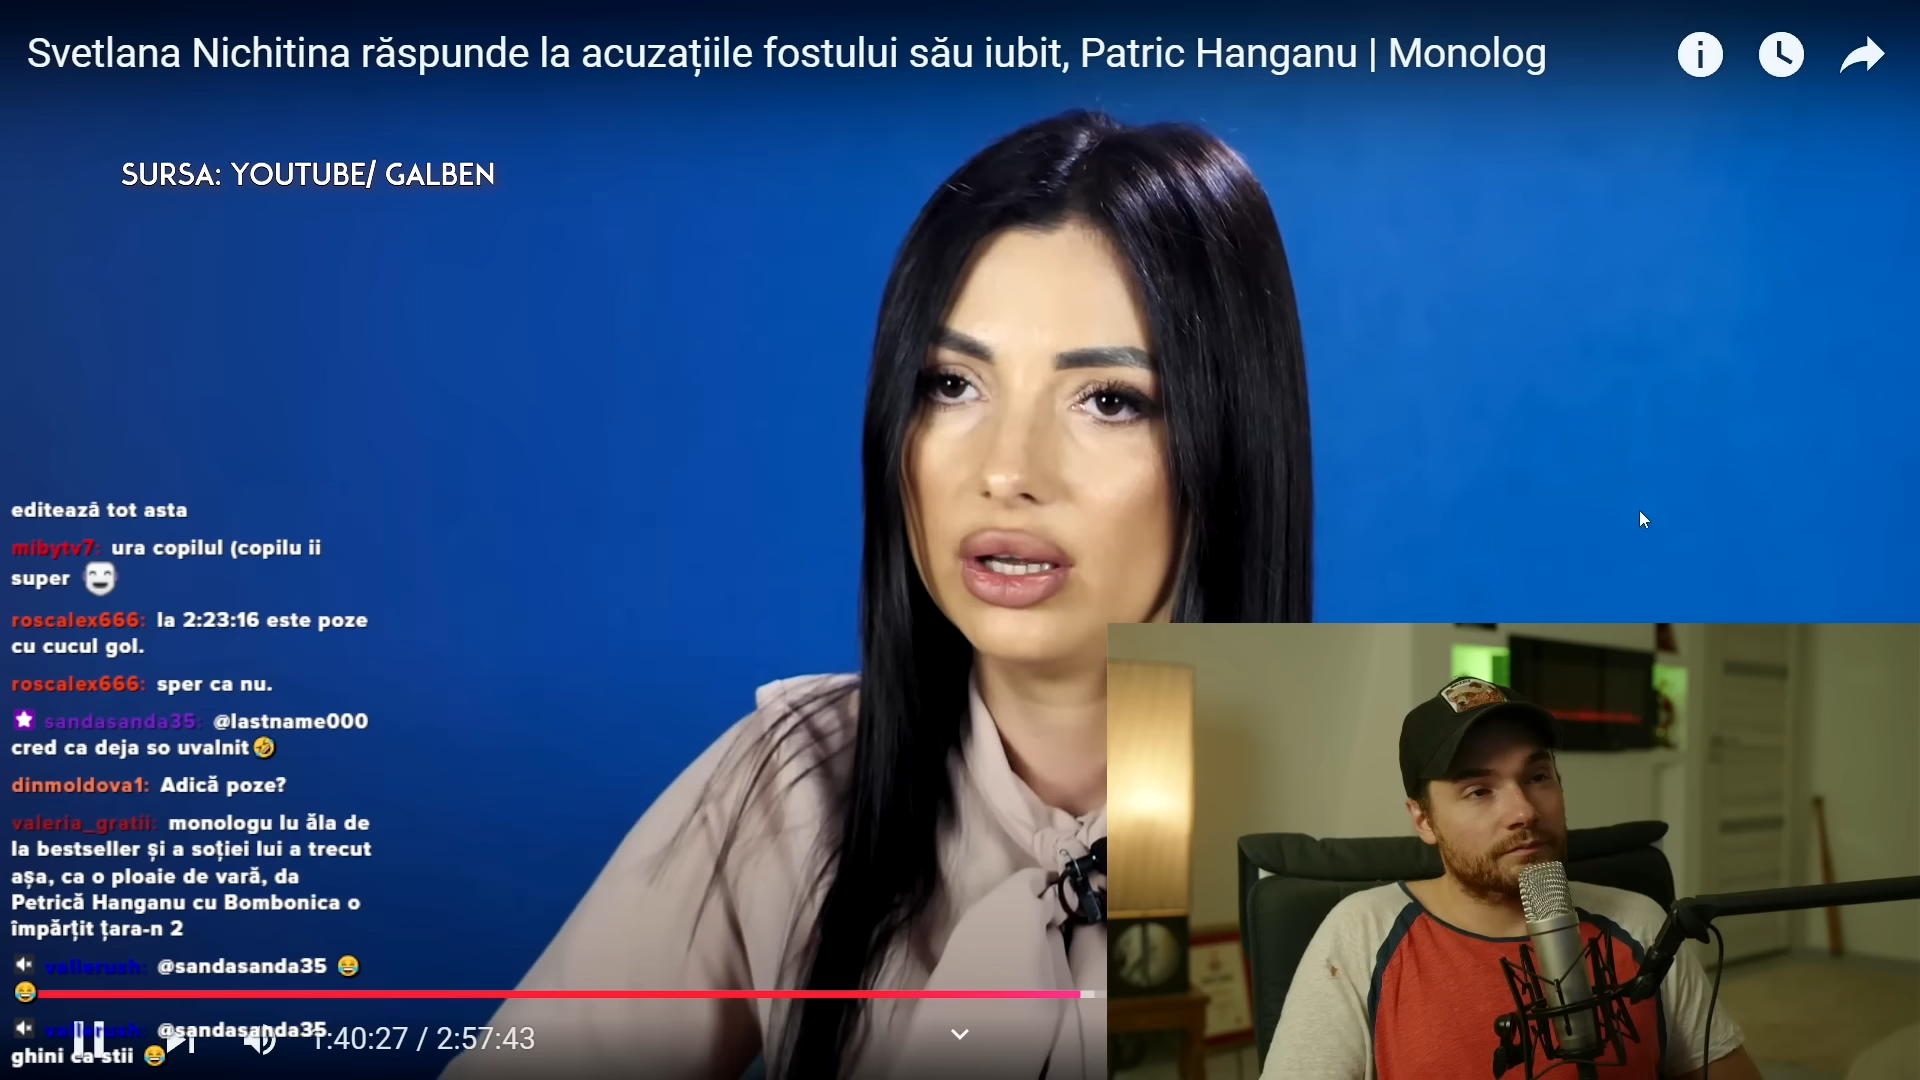 Svetlana Nichitina răspunde la acuzațiile fostului său iubit, Patric Hanganu | Monolog
SURSA: YOUTUBE/ GALBEN
editează tot asta
mibytv7: ura copilul (copilu ii
super
roscalex666: la 2:23:16 este poze
cu cucul gol.
roscalex666: sper ca nu.
sandasanda35: @lastname000
cred ca deja so uvalnit🤣
dinmoldova1: Adică poze?
valeria_gratii: monologu lu ăla de
la bestseller și a soției lui a trecut
așa, ca o ploaie de vară, da
Petrică Hanganu cu Bombonica o
împărțit țara-n 2
vallerush: @sandasanda35 😂
😂
vallerush: @sandasanda35
ghini ca stii 😂
1:40:27 / 2:57:43